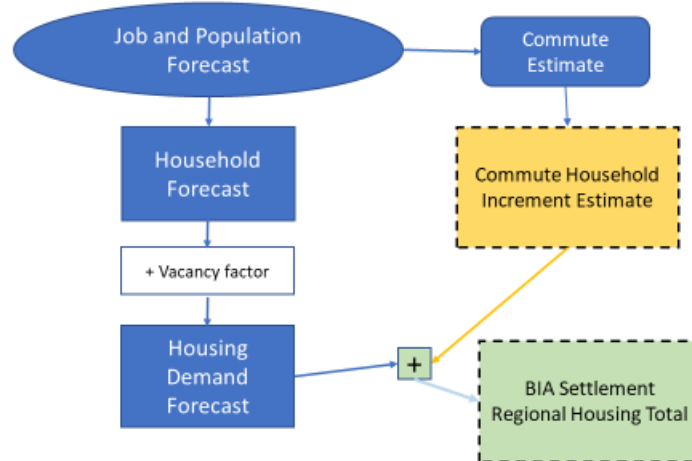 Job and Population
Forecast
Commute
Estimate
Household
Forecast
Commute Household
Increment Estimate
+ Vacancy factor
Housing
Demand
Forecast
+
BIA Settlement
Regional Housing Total